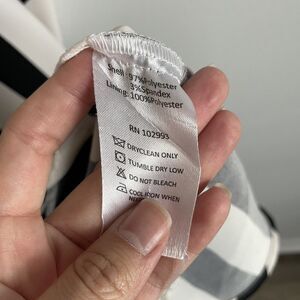 Shell: 97%Polyester
3%Spandex
Lining:100%Polyester
RN 102993
DRYCLEAN ONLY
TUMBLE DRY LOW
DO NOT BLEACH
COOL IRON WHEN